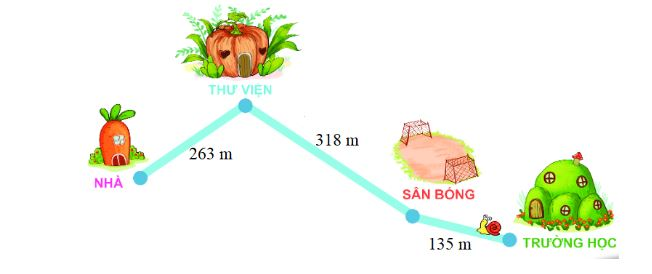 THƯ VIỆN
318 m
263 m
NHÀ
SÂN BÓNG
135 m
TRƯỜNG HỌC